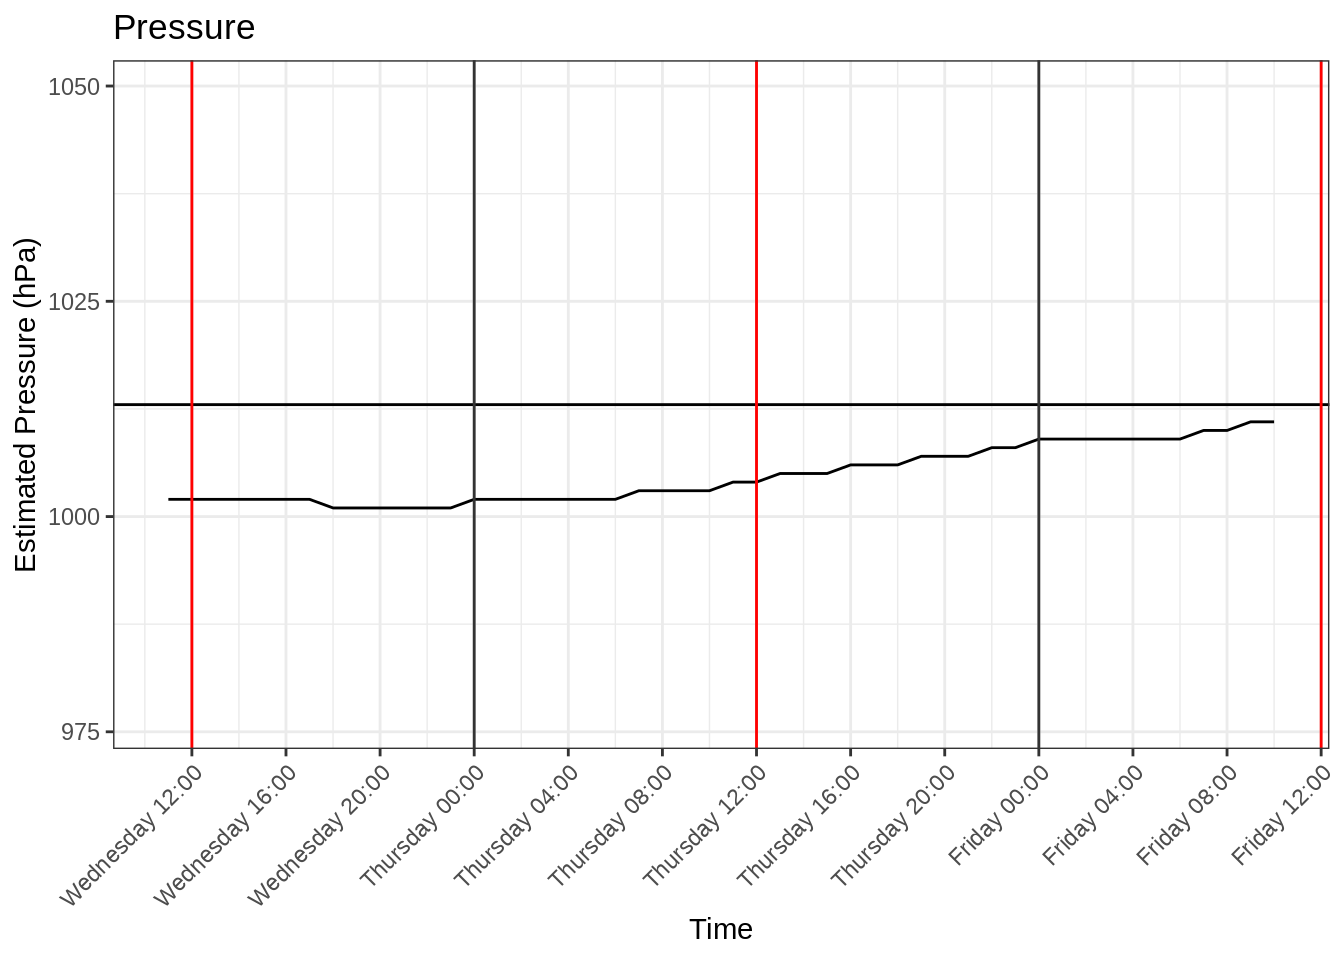 Pressure
Estimated Pressure (hPa)
1050
1025
1000
975
Wednesday 12:00
Wednesday 16:00
Wednesday 20:00
Thursday 00:00
Thursday 04:00
Thursday 08:00
Thursday 12:00
Thursday 16:00
Thursday 20:00
Friday 00:00
Friday 04:00
Friday 08:00
Friday 12:00
Time